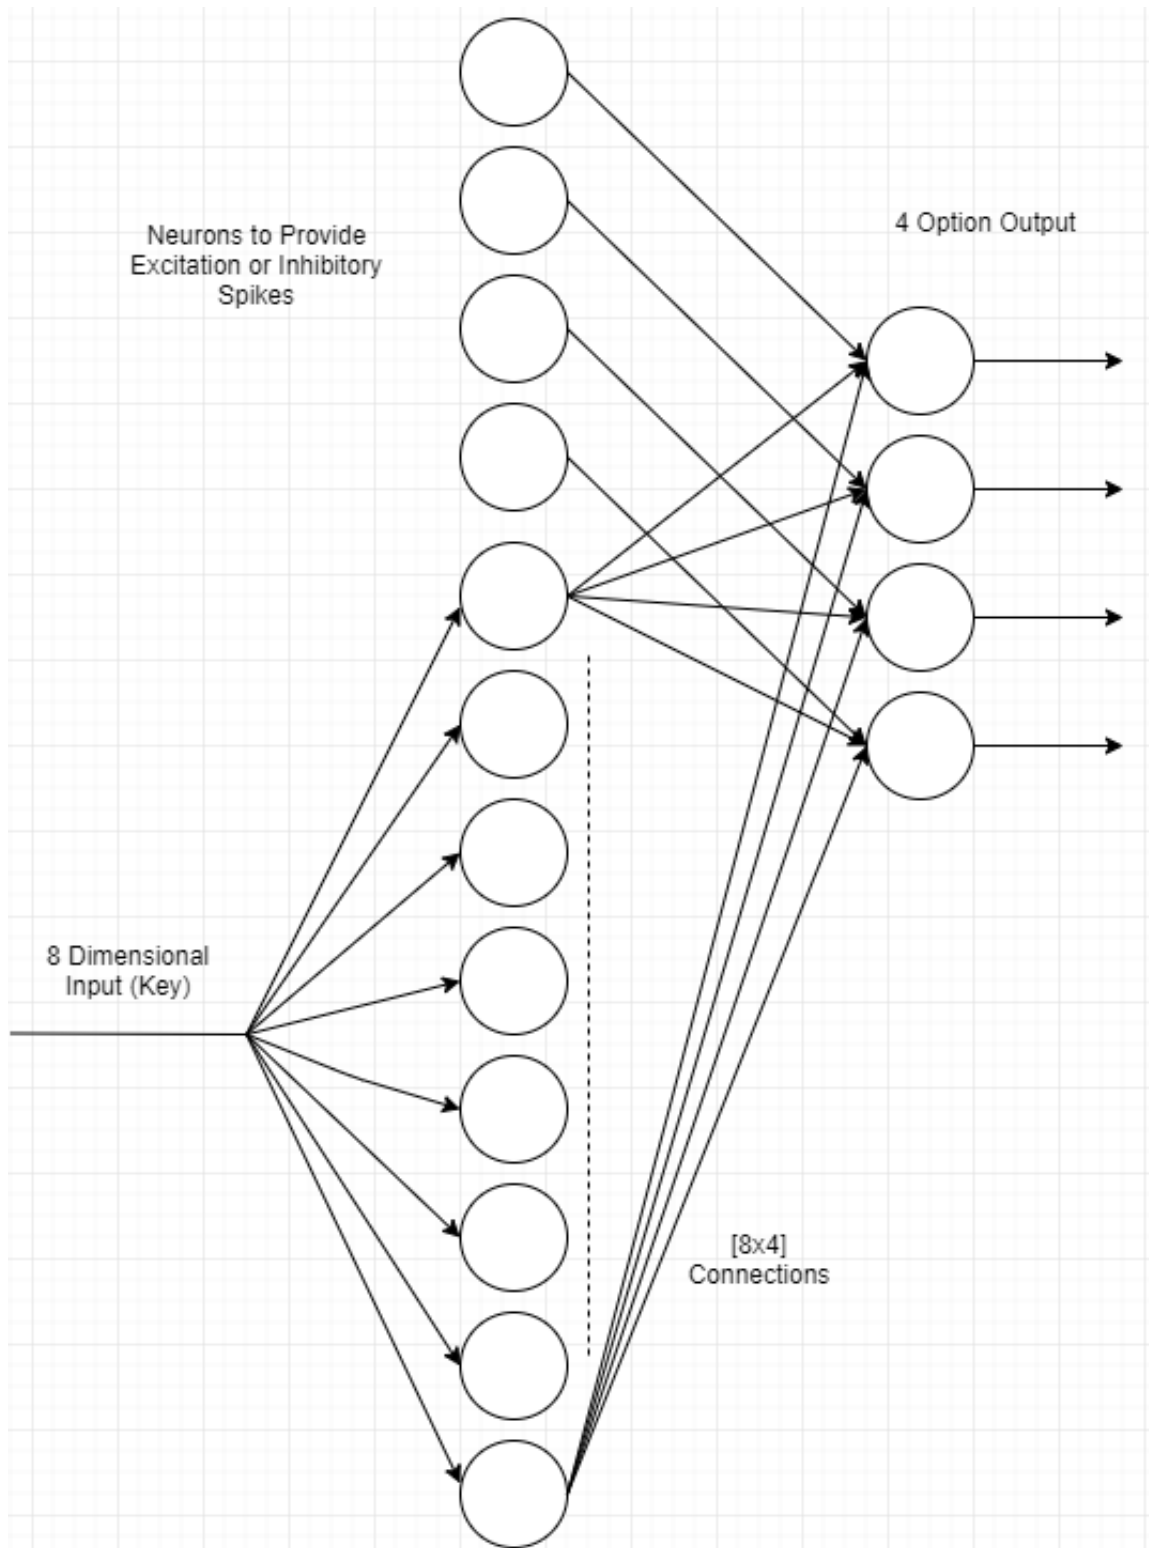 Neurons to Provide
Excitation or Inhibitory
Spikes
4 Option Output
8 Dimensional
Input (Key)
[8x4]
Connections